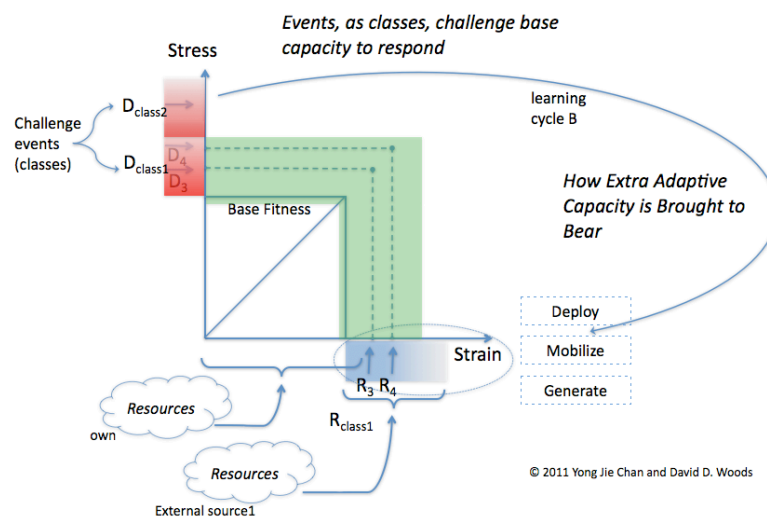 Events, as classes, challenge base
capacity to respond
Stress
learning
cycle B
Challenge
events
(classes)
Dclass2
D4
Dclass1
D3
How Extra Adaptive
Capacity is Brought to
Bear
Base Fitness
Deploy
Strain
Mobilize
Generate
R3 R4
Rclass1
Resources
own
Resources
External source1
© 2011 Yong Jie Chan and David D. Woods